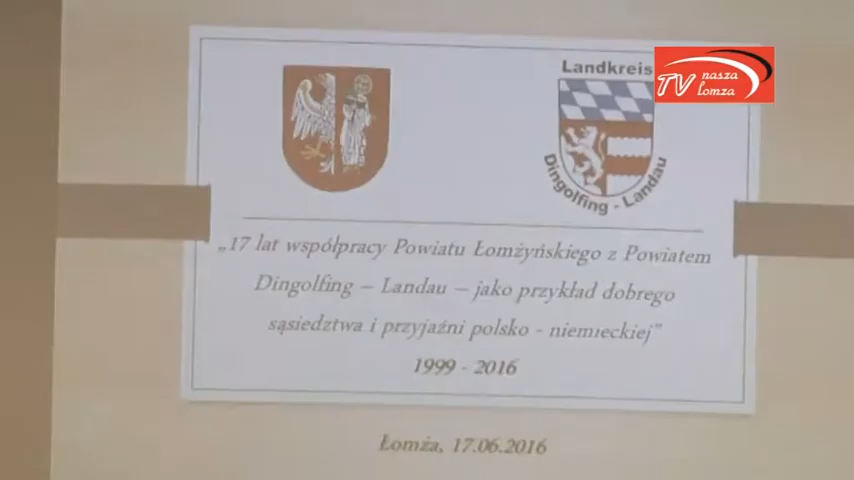 Landkreis
TV nasza
Łomża
Dingolfing - Landau
„17 lat współpracy Powiatu Łomżyńskiego z Powiatem
Dingolfing – Landau – jako przykład dobrego
sąsiedztwa i przyjaźni polsko - niemieckiej”
1999 - 2016
Łomża, 17.06.2016